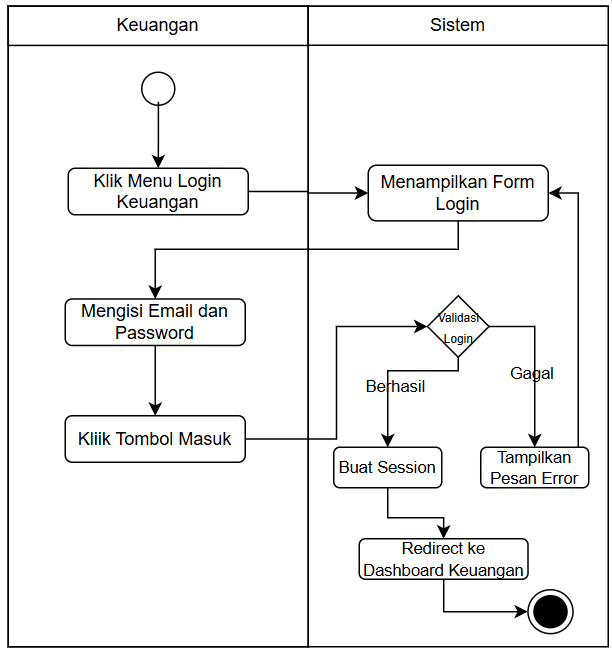 Keuangan
Sistem
Klik Menu Login
Keuangan
Menampilkan Form
Login
Mengisi Email dan
Password
Validasi
Login
Kliik Tombol Masuk
Berhasil
Gagal
Buat Session
Tampilkan
Pesan Error
Redirect ke
Dashboard Keuangan